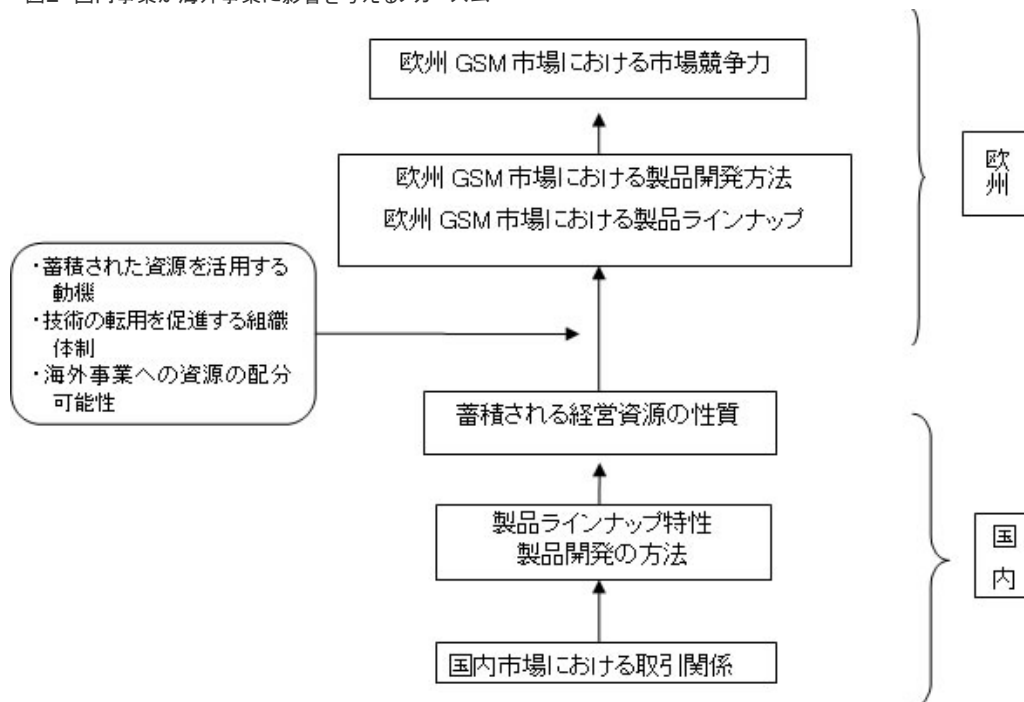 欧州 GSM 市場における市場競争力
欧州 GSM 市場における製品開発方法
欧州 GSM 市場における製品ラインナップ
欧
州
・蓄積された資源を活用する
動機
・技術の転用を促進する組織
体制
・海外事業への資源の配分
可能性
蓄積される経営資源の性質
製品ラインナップ特性
製品開発の方法
国
内
国内市場における取引関係